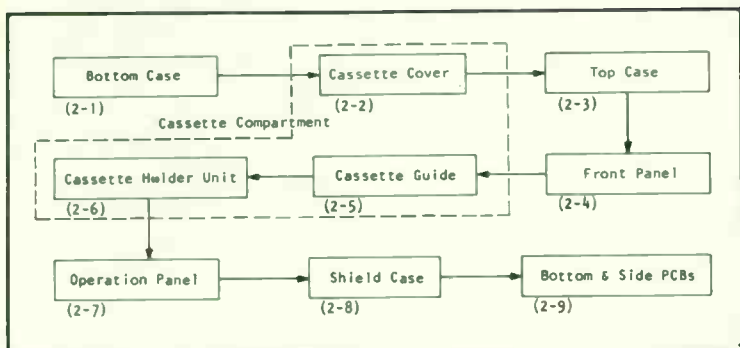 Bottom Case
Cassette Cover
Top Case
(2-1)
(2-2)
(2-3)
Cassette Compartment
Cassette Holder Unit
Cassette Guide
Front Panel
(2-6)
(2-5)
(2-4)
Operation Panel
Shield Case
Bottom & Side PCBs
(2-7)
(2-8)
(2-9)